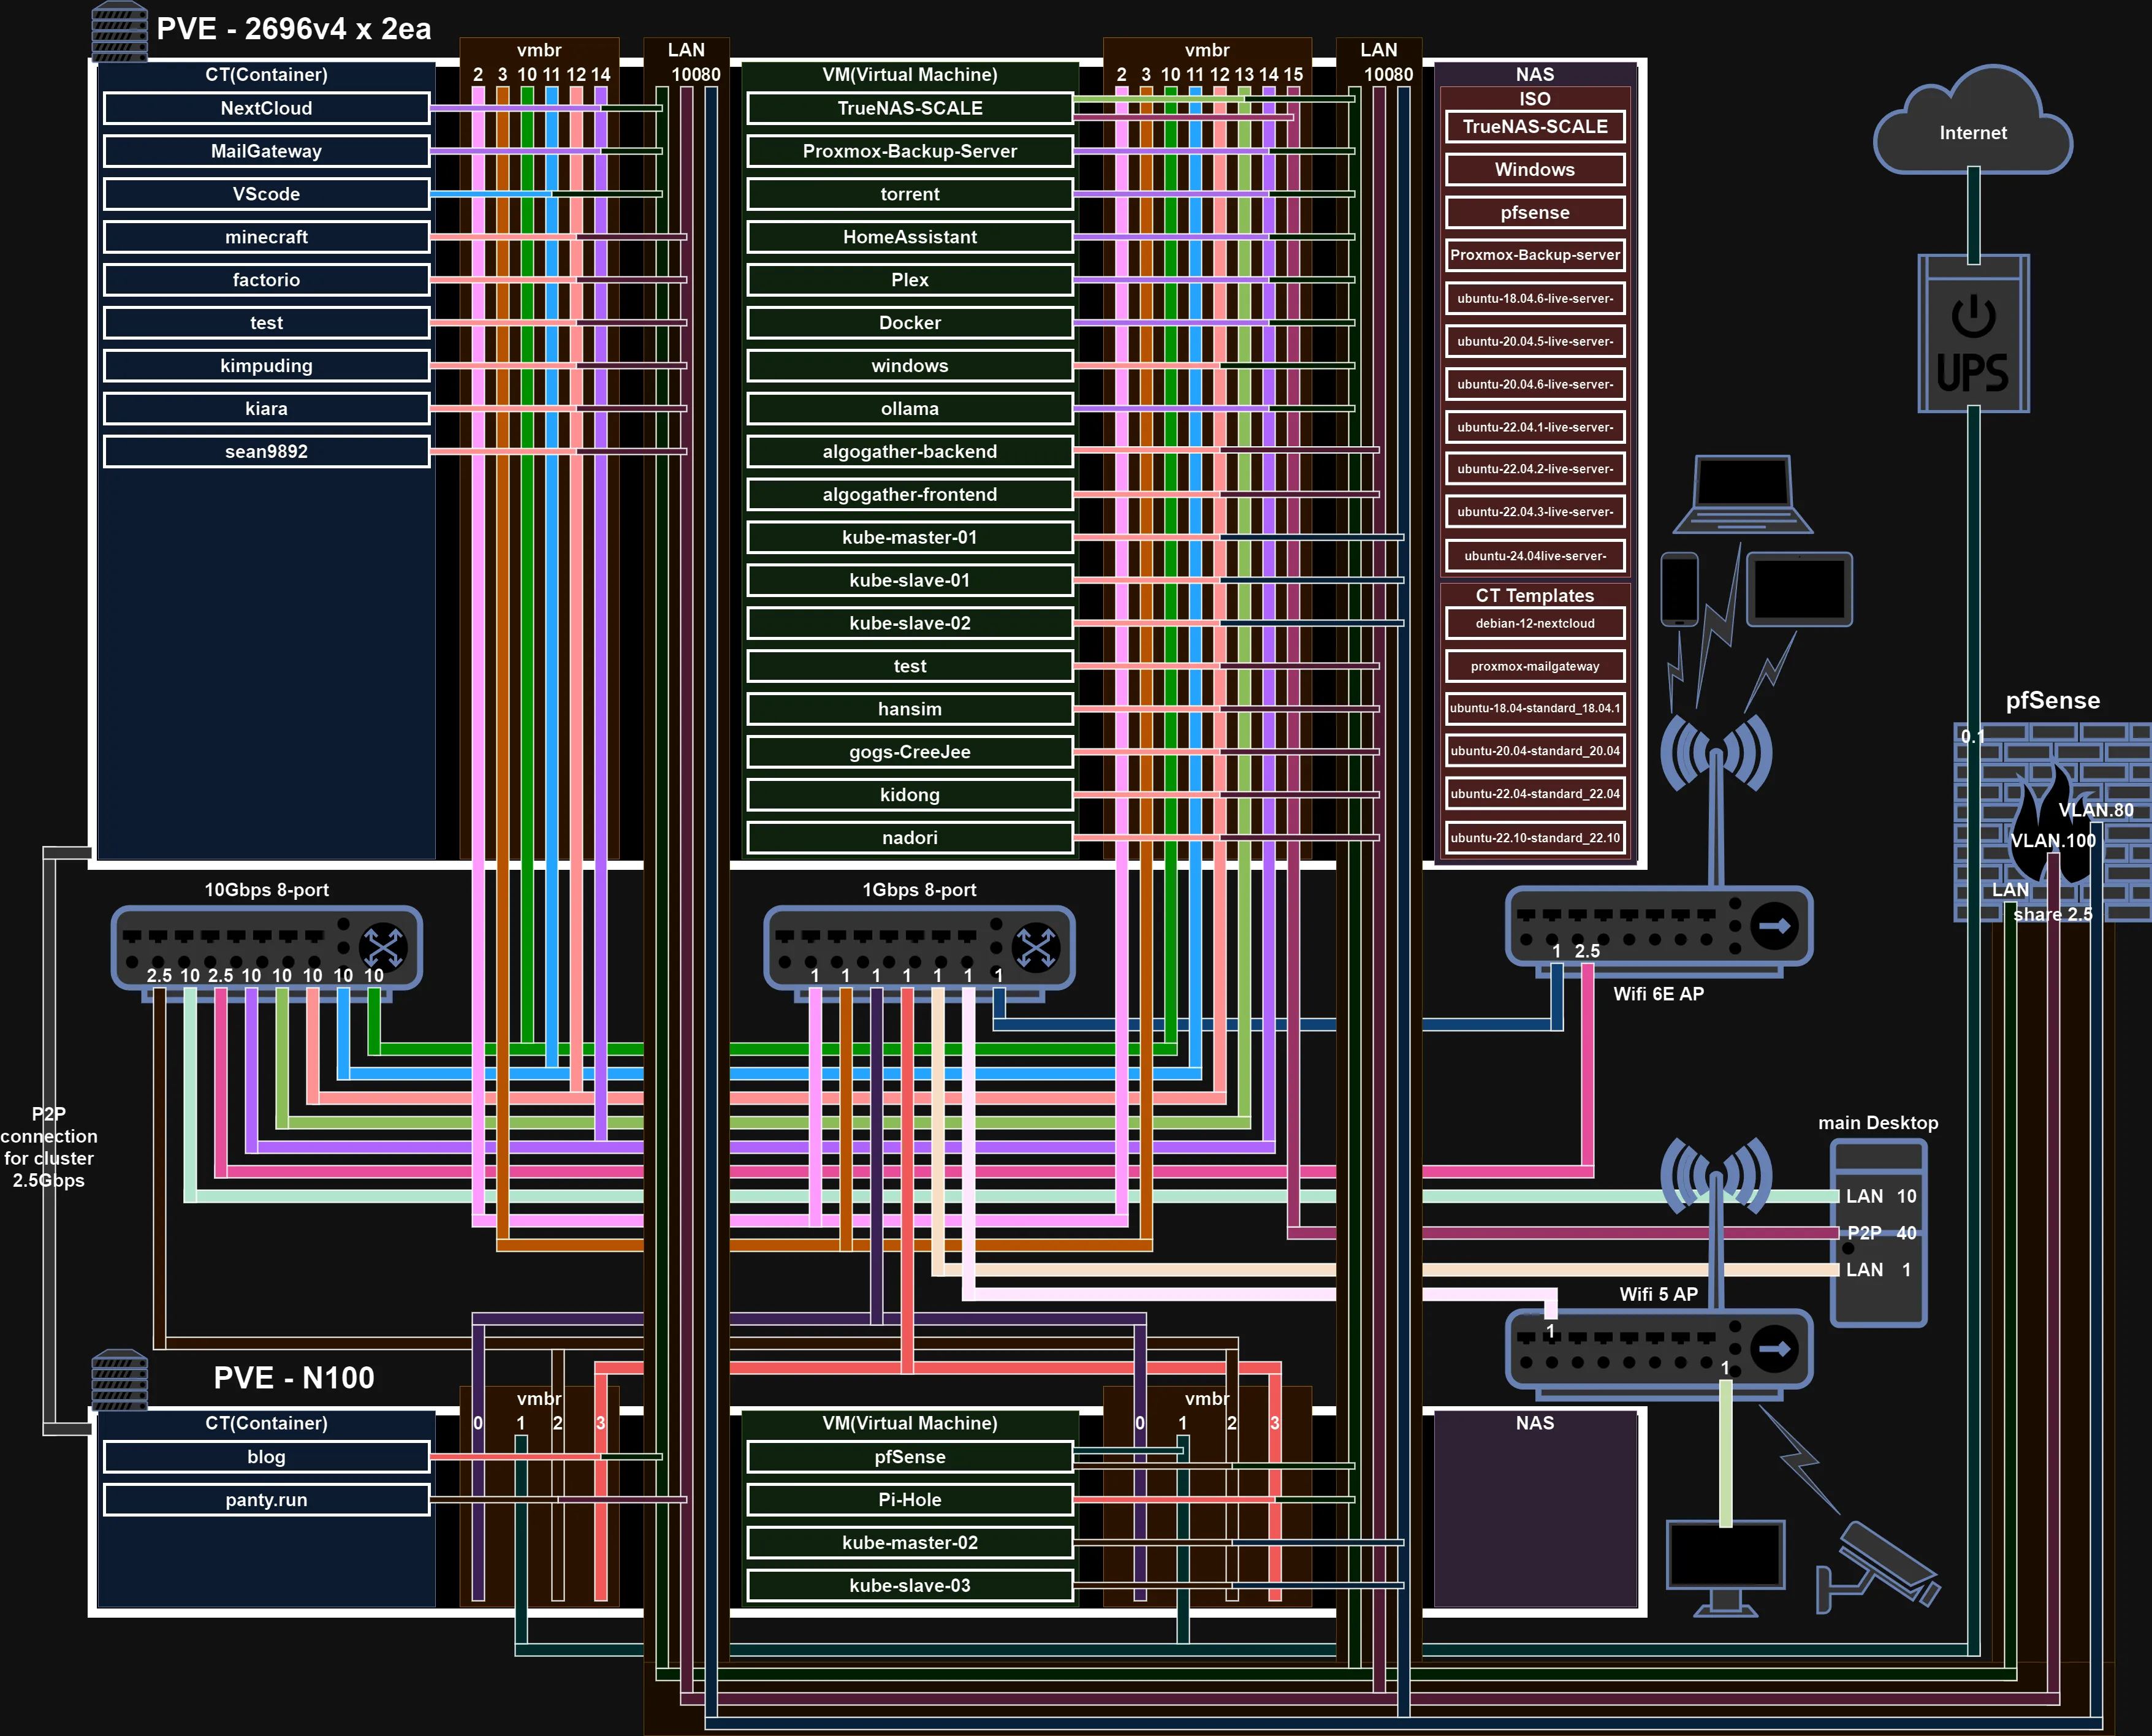 PVE - 2696v4 x 2ea
vmbr
LAN
vmbr
LAN
CT(Container)
2 3 10 11 12 14
100 80
VM(Virtual Machine)
2 3 10 11 12 13 14 15
100 80
NAS
NextCloud
MailGateway
VScode
minecraft
factorio
test
kimpuding
kiara
sean9892
TrueNAS-SCALE
Proxmox-Backup-Server
torrent
HomeAssistant
Plex
Docker
windows
ollama
algogather-backend
algogather-frontend
kube-master-01
kube-slave-01
kube-slave-02
test
hansim
gogs-CreeJee
kidong
nadori
ISO
TrueNAS-SCALE
Windows
pfsense
Proxmox-Backup-server
ubuntu-18.04.6-live-server-
ubuntu-20.04.5-live-server-
ubuntu-20.04.6-live-server-
ubuntu-22.04.1-live-server-
ubuntu-22.04.2-live-server-
ubuntu-22.04.3-live-server-
ubuntu-24.04live-server-
CT Templates
debian-12-nextcloud
proxmox-mailgateway
ubuntu-18.04-standard_18.04.1
ubuntu-20.04-standard_20.04
ubuntu-22.04-standard_22.04
ubuntu-22.10-standard_22.10
Internet
UPS
pfSense
0.1
VLAN.80
VLAN.100
LAN
share 2.5
10Gbps 8-port
2.5 10 2.5 10 10 10 10 10
1Gbps 8-port
1 1 1 1 1 1 1
1 2.5
Wifi 6E AP
P2P
connection
for cluster
2.5Gbps
main Desktop
LAN 10
P2P 40
LAN 1
Wifi 5 AP
1
1
PVE - N100
vmbr
vmbr
CT(Container)
0 1 2 3
VM(Virtual Machine)
0 1 2 3
NAS
blog
panty.run
pfSense
Pi-Hole
kube-master-02
kube-slave-03